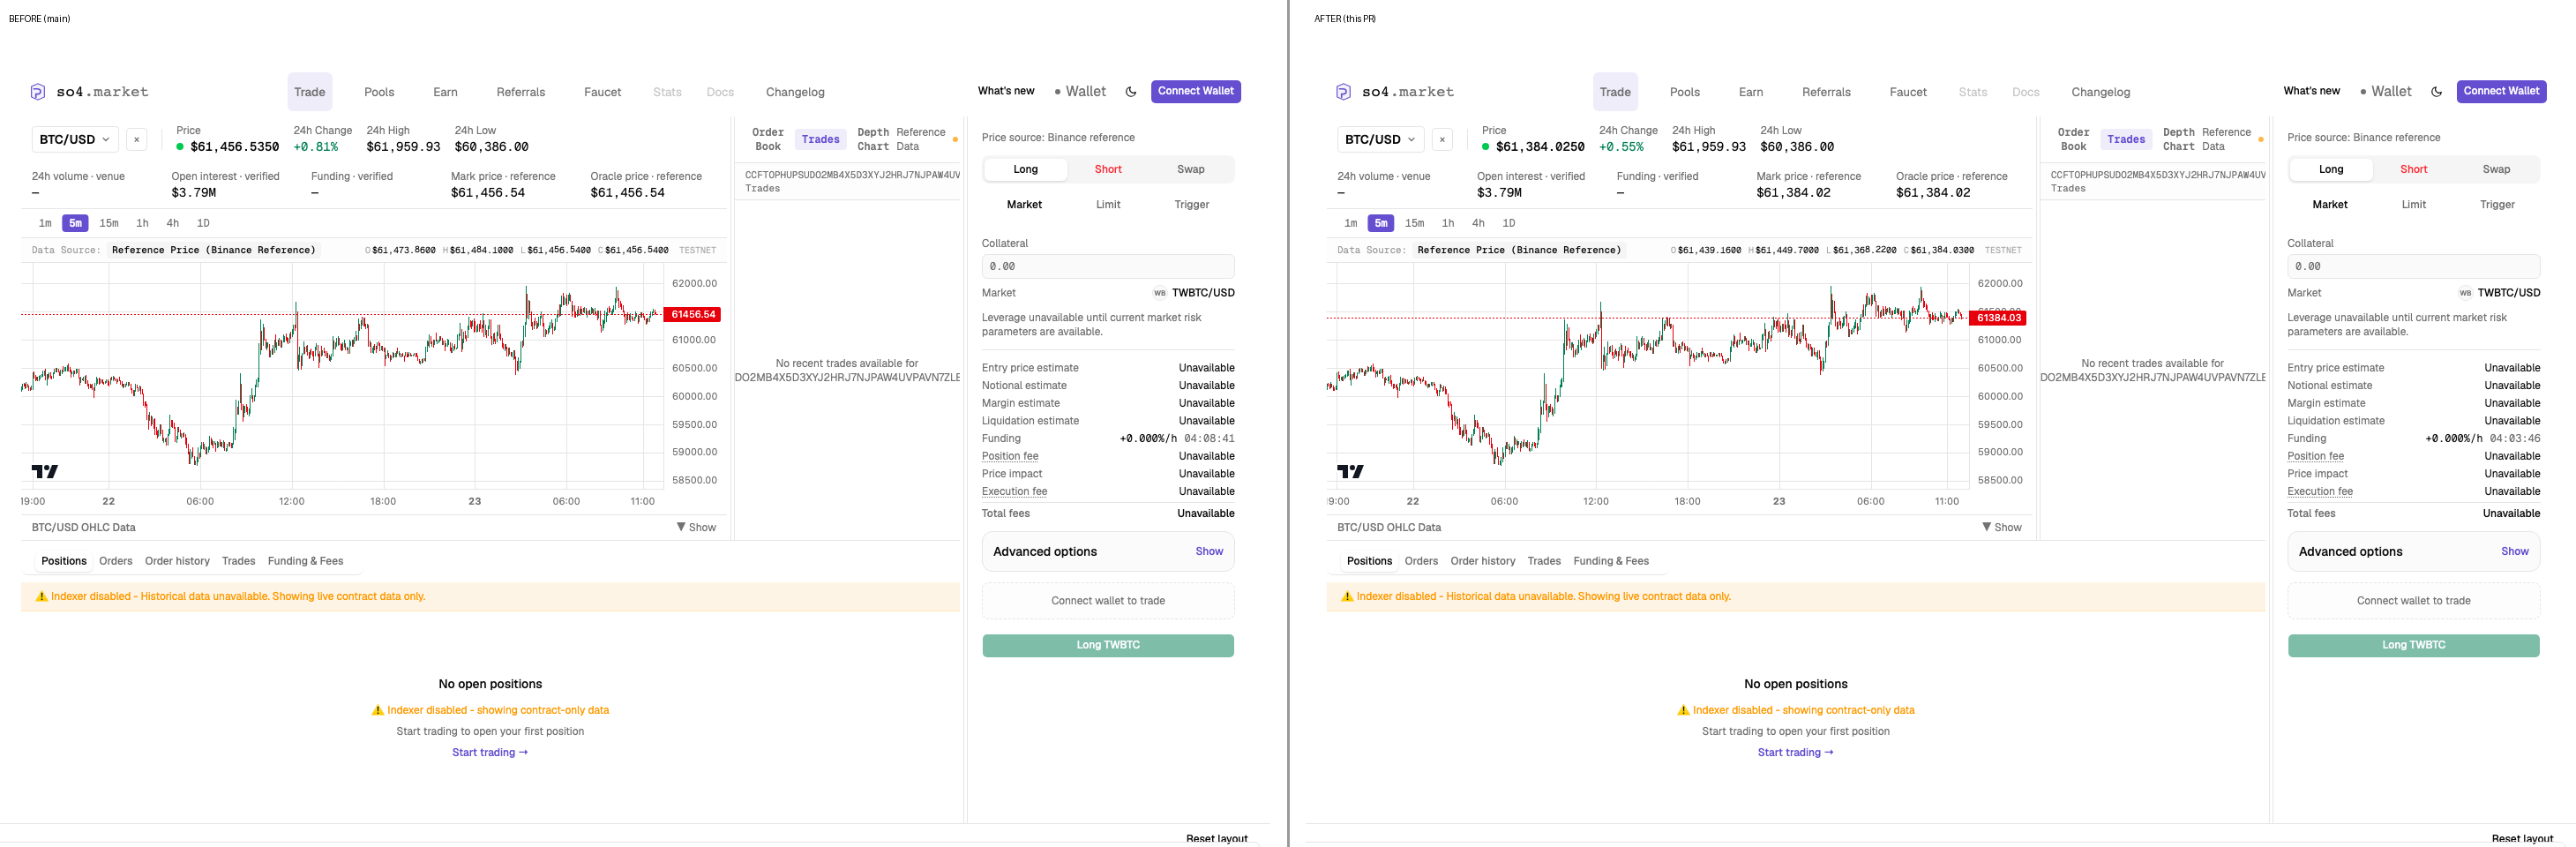 BEFORE (main)
so4.market
Trade
Pools
Earn
Referrals
Faucet
Stats
Docs
Changelog
What's new
Wallet
Connect Wallet
BTC/USD
×
Price
$61,456.5350
24h Change
+0.81%
24h High
$61,959.93
24h Low
$60,386.00
24h volume · venue
—
Open interest · verified
$3.79M
Funding · verified
—
Mark price · reference
$61,456.54
Oracle price · reference
$61,456.54
1m 5m 15m 1h 4h 1D
Data Source: Reference Price (Binance Reference)
O$61,473.8600 H$61,484.1000 L$61,456.5400 C$61,456.5400 TESTNET
62000.00
61456.54
61000.00
60500.00
60000.00
59500.00
59000.00
58500.00
19:00 22 06:00 12:00 18:00 23 06:00 11:00
BTC/USD OHLC Data
▼ Show
Order Book
Trades
Depth Chart
Reference Data
CCFTOPHUPSUDO2MB4X5D3XYJ2HRJ7NJPAW4UV
Trades
No recent trades available for
DO2MB4X5D3XYJ2HRJ7NJPAW4UVPAVN7ZLE
Positions
Orders
Order history
Trades
Funding & Fees
⚠ Indexer disabled - Historical data unavailable. Showing live contract data only.
No open positions
⚠ Indexer disabled - showing contract-only data
Start trading to open your first position
Start trading →
Price source: Binance reference
Long
Short
Swap
Market
Limit
Trigger
Collateral
0.00
Market
WB TWBTC/USD
Leverage unavailable until current market risk
parameters are available.
Entry price estimate Unavailable
Notional estimate Unavailable
Margin estimate Unavailable
Liquidation estimate Unavailable
Funding +0.000%/h 04:08:41
Position fee Unavailable
Price impact Unavailable
Execution fee Unavailable
Total fees Unavailable
Advanced options Show
Connect wallet to trade
Long TWBTC
Reset layout
AFTER (this PR)
so4.market
Trade
Pools
Earn
Referrals
Faucet
Stats
Docs
Changelog
What's new
Wallet
Connect Wallet
BTC/USD
×
Price
$61,384.0250
24h Change
+0.55%
24h High
$61,959.93
24h Low
$60,386.00
24h volume · venue
—
Open interest · verified
$3.79M
Funding · verified
—
Mark price · reference
$61,384.02
Oracle price · reference
$61,384.02
1m 5m 15m 1h 4h 1D
Data Source: Reference Price (Binance Reference)
O$61,439.1600 H$61,449.7000 L$61,368.2200 C$61,384.0300 TESTNET
62000.00
61384.03
61000.00
60500.00
60000.00
59500.00
59000.00
58500.00
19:00 22 06:00 12:00 18:00 23 06:00 11:00
BTC/USD OHLC Data
▼ Show
Order Book
Trades
Depth Chart
Reference Data
CCFTOPHUPSUDO2MB4X5D3XYJ2HRJ7NJPAW4UV
Trades
No recent trades available for
DO2MB4X5D3XYJ2HRJ7NJPAW4UVPAVN7ZLE
Positions
Orders
Order history
Trades
Funding & Fees
⚠ Indexer disabled - Historical data unavailable. Showing live contract data only.
No open positions
⚠ Indexer disabled - showing contract-only data
Start trading to open your first position
Start trading →
Price source: Binance reference
Long
Short
Swap
Market
Limit
Trigger
Collateral
0.00
Market
WB TWBTC/USD
Leverage unavailable until current market risk
parameters are available.
Entry price estimate Unavailable
Notional estimate Unavailable
Margin estimate Unavailable
Liquidation estimate Unavailable
Funding +0.000%/h 04:03:46
Position fee Unavailable
Price impact Unavailable
Execution fee Unavailable
Total fees Unavailable
Advanced options Show
Connect wallet to trade
Long TWBTC
Reset layout